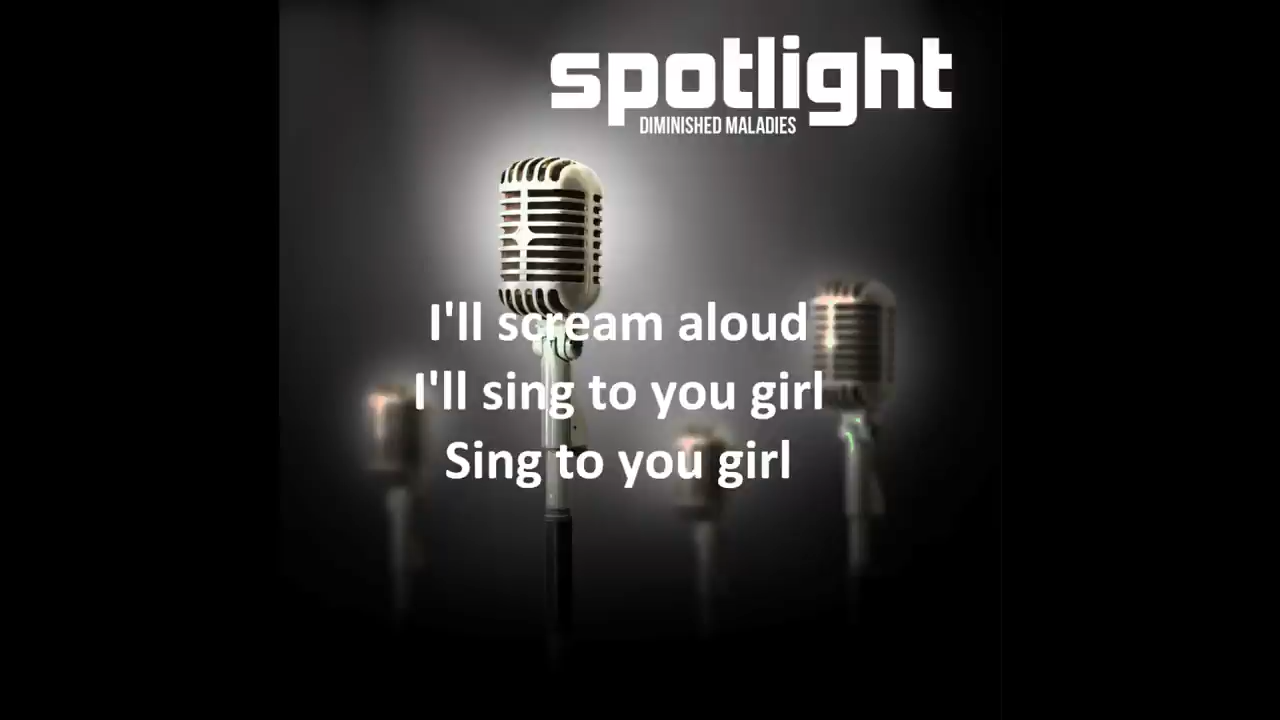 spotlight
DIMINISHED MALADIES
I'll scream aloud
I'll sing to you girl
Sing to you girl